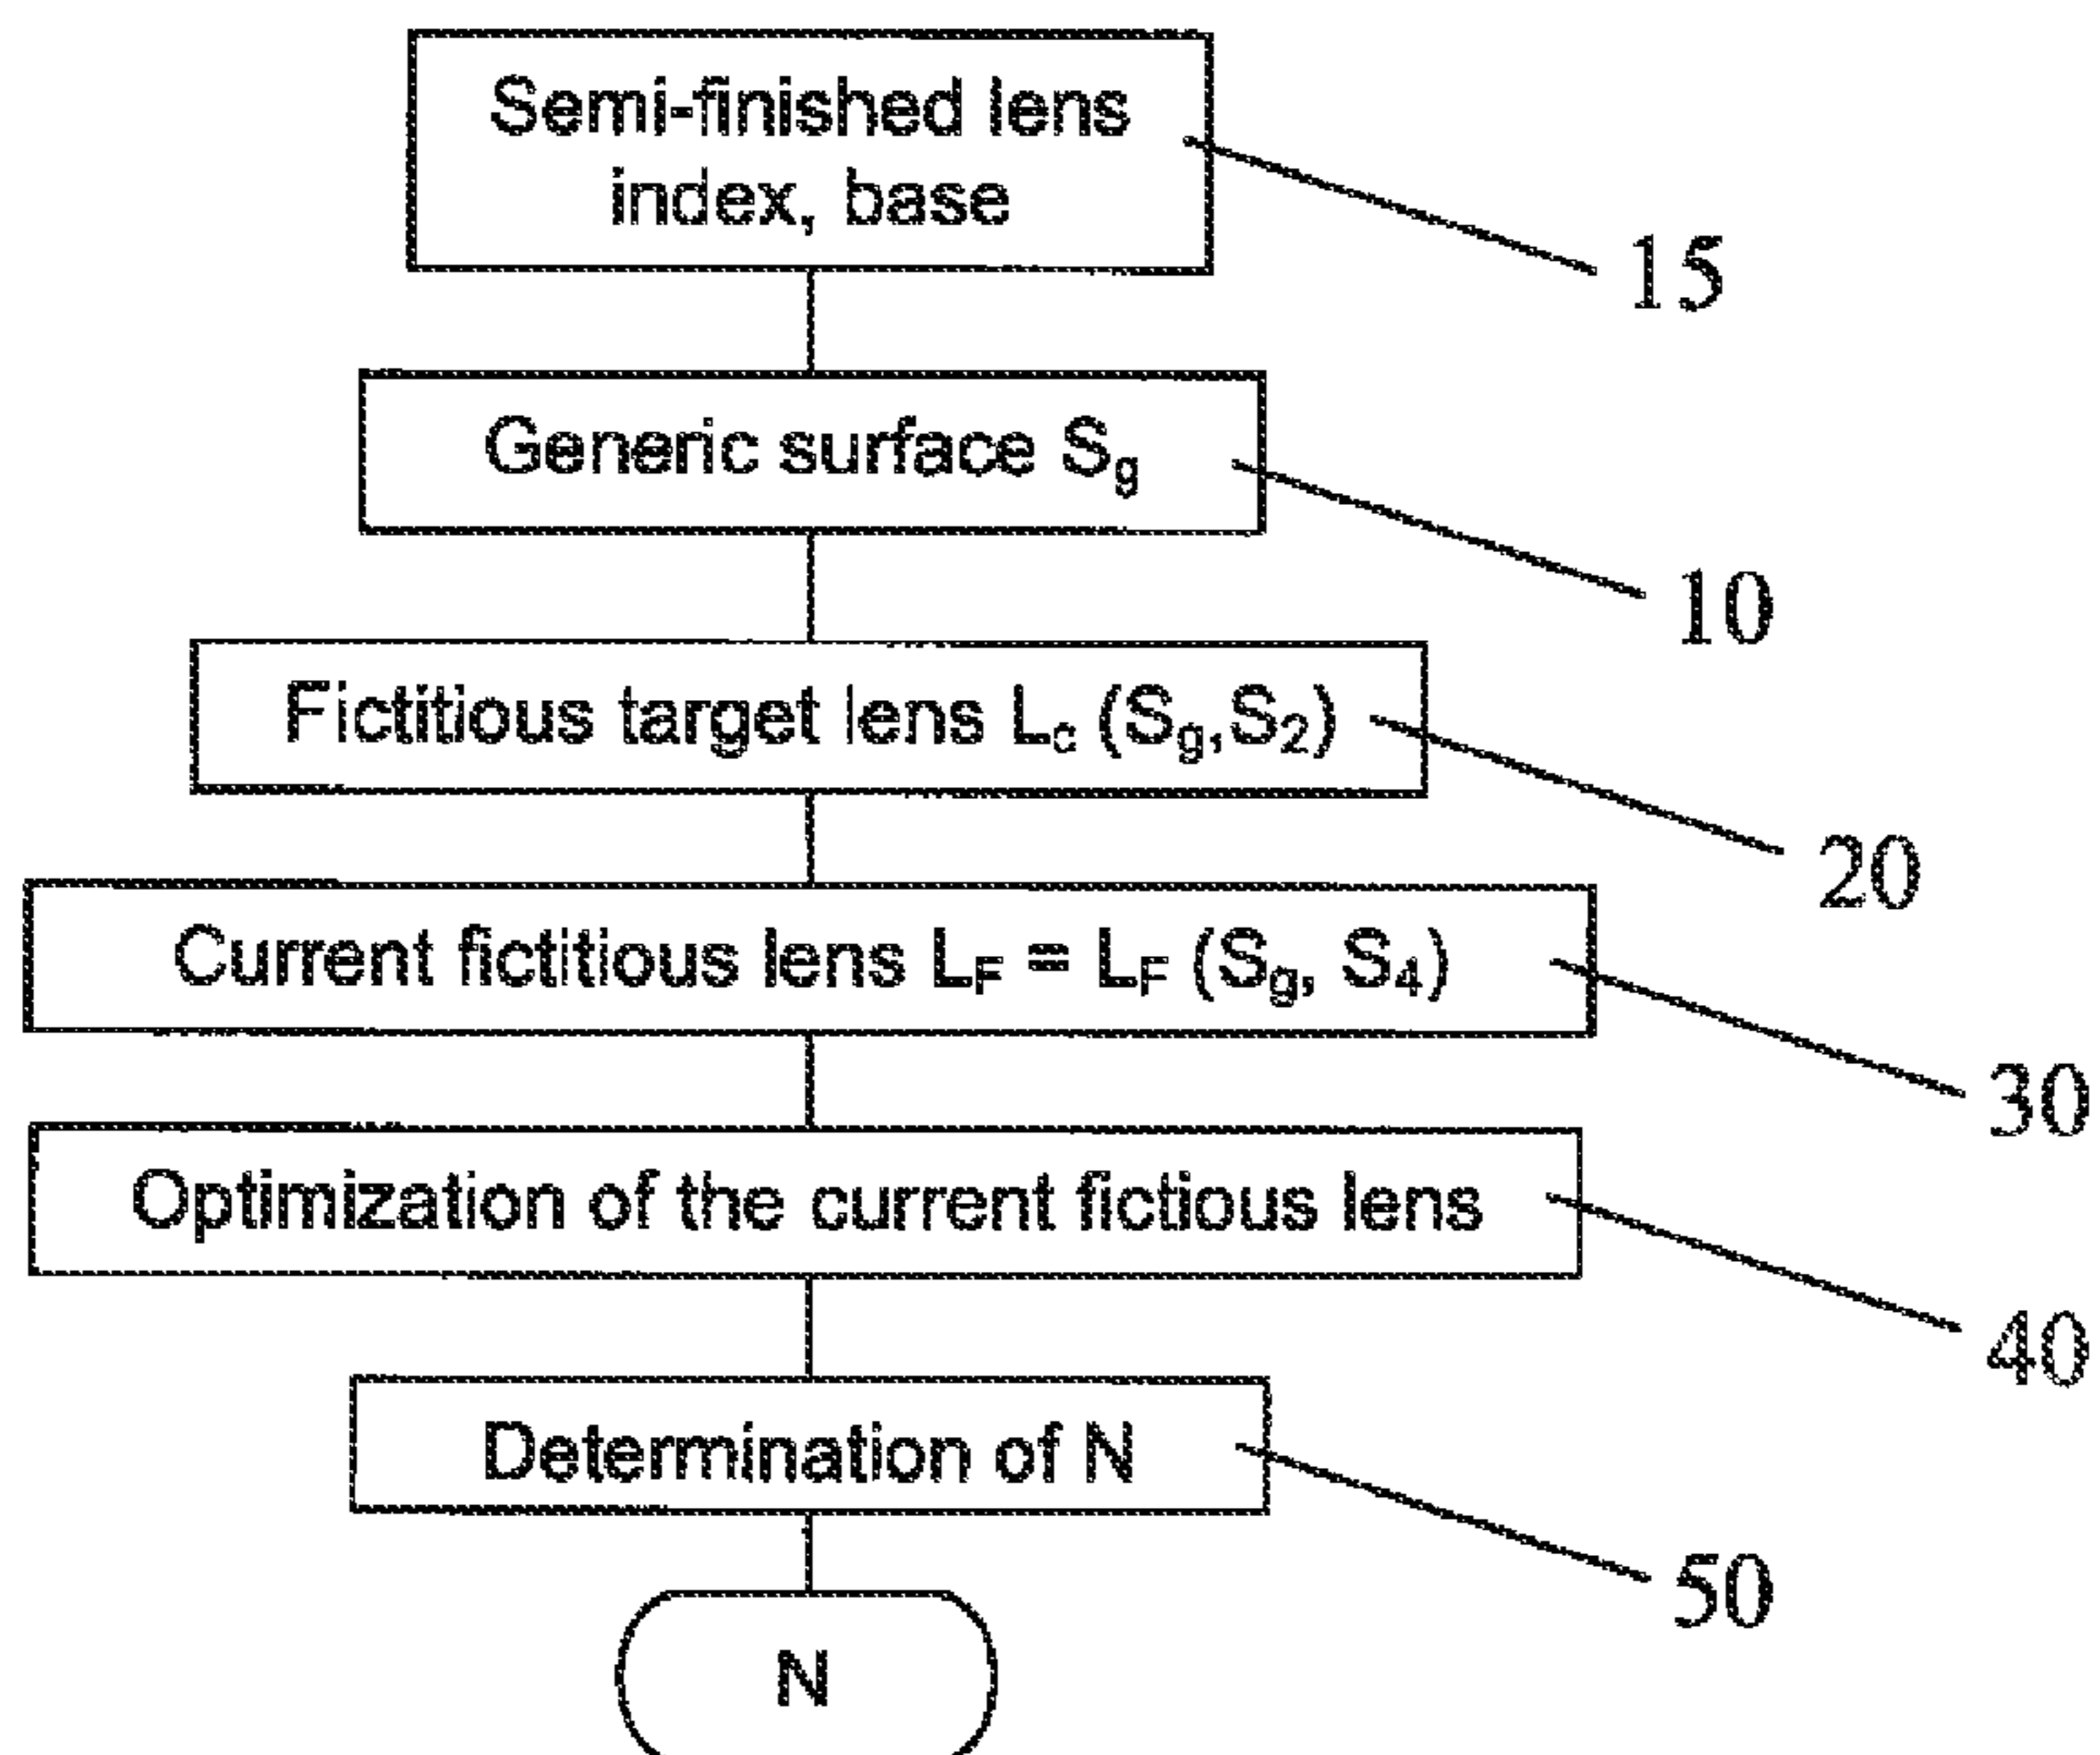 Semi-finished lens
index, base
15
Generic surface Sg
10
Fictitious target lens Lc (Sg,S2)
20
Current fictitious lens LF = LF (Sg, S4)
30
Optimization of the current fictious lens
40
Determination of N
50
N